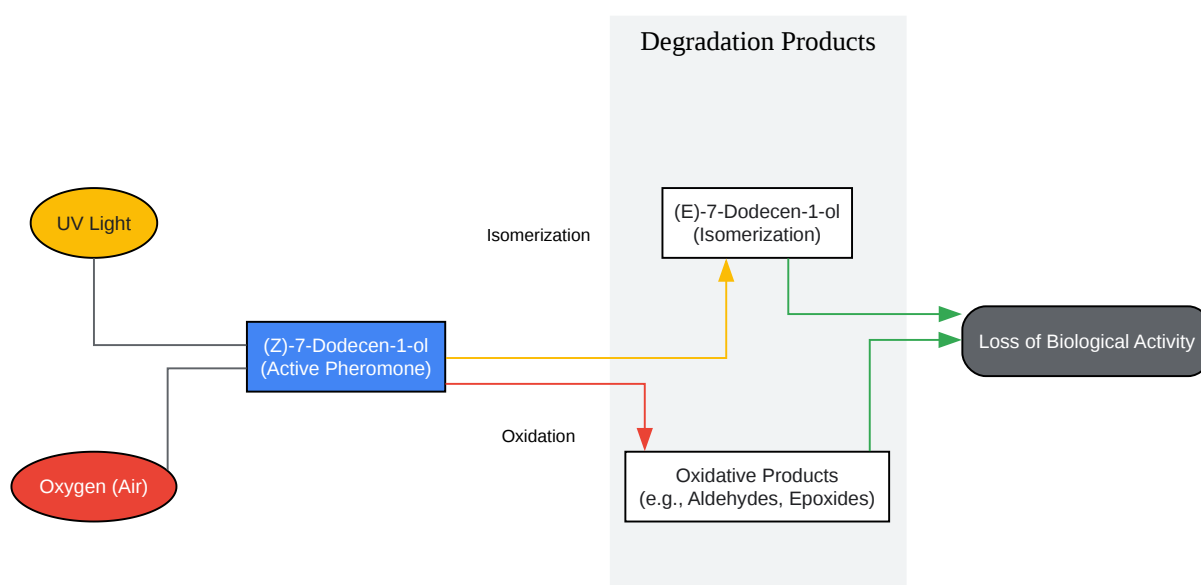 Degradation Products
UV Light
Isomerization
(E)-7-Dodecen-1-ol
(Isomerization)
(Z)-7-Dodecen-1-ol
(Active Pheromone)
Loss of Biological Activity
Oxidation
Oxygen (Air)
Oxidative Products
(e.g., Aldehydes, Epoxides)